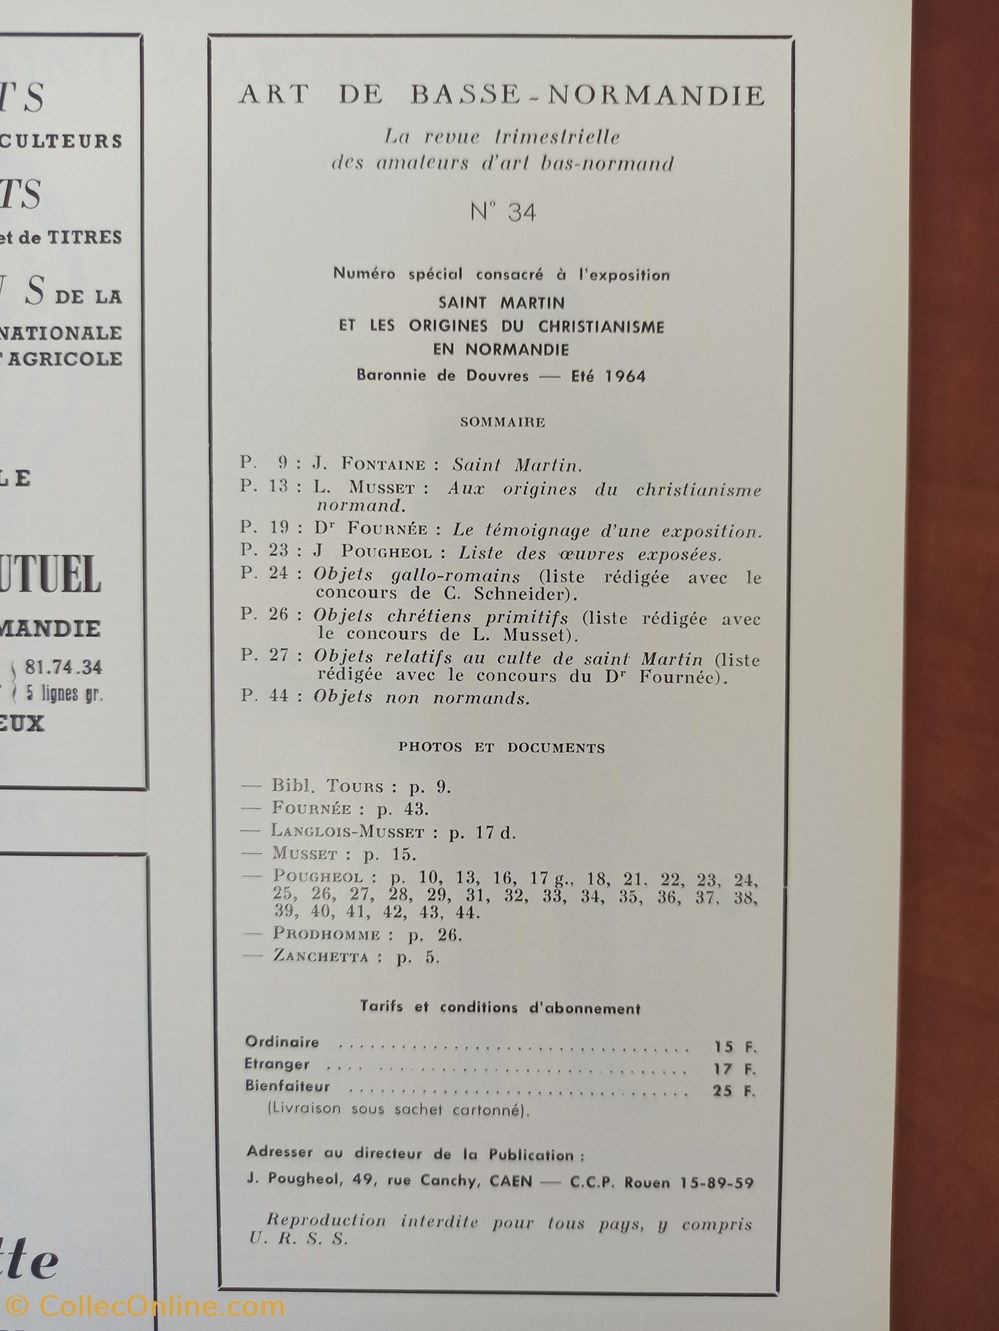 TS
CULTEURS
TS
et de TITRES
S DE LA
NATIONALE
AGRICOLE
LE
UTUEL
MANDIE
81.74.34
5 lignes gr.
EUX
tte
ART DE BASSE-NORMANDIE
La revue trimestrielle
des amateurs d'art bas-normand
N° 34
Numéro spécial consacré à l'exposition
SAINT MARTIN
ET LES ORIGINES DU CHRISTIANISME
EN NORMANDIE
Baronnie de Douvres — Eté 1964
SOMMAIRE
P. 9 : J. FONTAINE : Saint Martin.
P. 13 : L. MUSSET : Aux origines du christianisme
normand.
P. 19 : Dr FOURNÉE : Le témoignage d'une exposition.
P. 23 : J POUGHEOL : Liste des œuvres exposées.
P. 24 : Objets gallo-romains (liste rédigée avec le
concours de C. Schneider).
P. 26 : Objets chrétiens primitifs (liste rédigée avec
le concours de L. Musset).
P. 27 : Objets relatifs au culte de saint Martin (liste
rédigée avec le concours du Dr Fournée).
P. 44 : Objets non normands.
PHOTOS ET DOCUMENTS
— Bibl. TOURS : p. 9.
— FOURNÉE : p. 43.
— LANGLOIS-MUSSET : p. 17 d.
— MUSSET : p. 15.
— POUGHEOL : p. 10, 13, 16, 17 g., 18, 21. 22, 23, 24,
25, 26, 27, 28, 29, 31, 32, 33, 34, 35, 36, 37. 38,
39, 40, 41, 42, 43, 44.
— PRODHOMME : p. 26.
— ZANCHETTA : p. 5.
Tarifs et conditions d'abonnement
Ordinaire . . . . . . . . . . . . . . . . . . . . . . . . . . . . . . . . 15 F.
Etranger . . . . . . . . . . . . . . . . . . . . . . . . . . . . . . . . 17 F.
Bienfaiteur . . . . . . . . . . . . . . . . . . . . . . . . . . . . . . 25 F.
(Livraison sous sachet cartonné).
Adresser au directeur de la Publication :
J. Pougheol, 49, rue Canchy, CAEN — C.C.P. Rouen 15-89-59
Reproduction interdite pour tous pays, y compris
U. R. S. S.
© CollecOnline.com